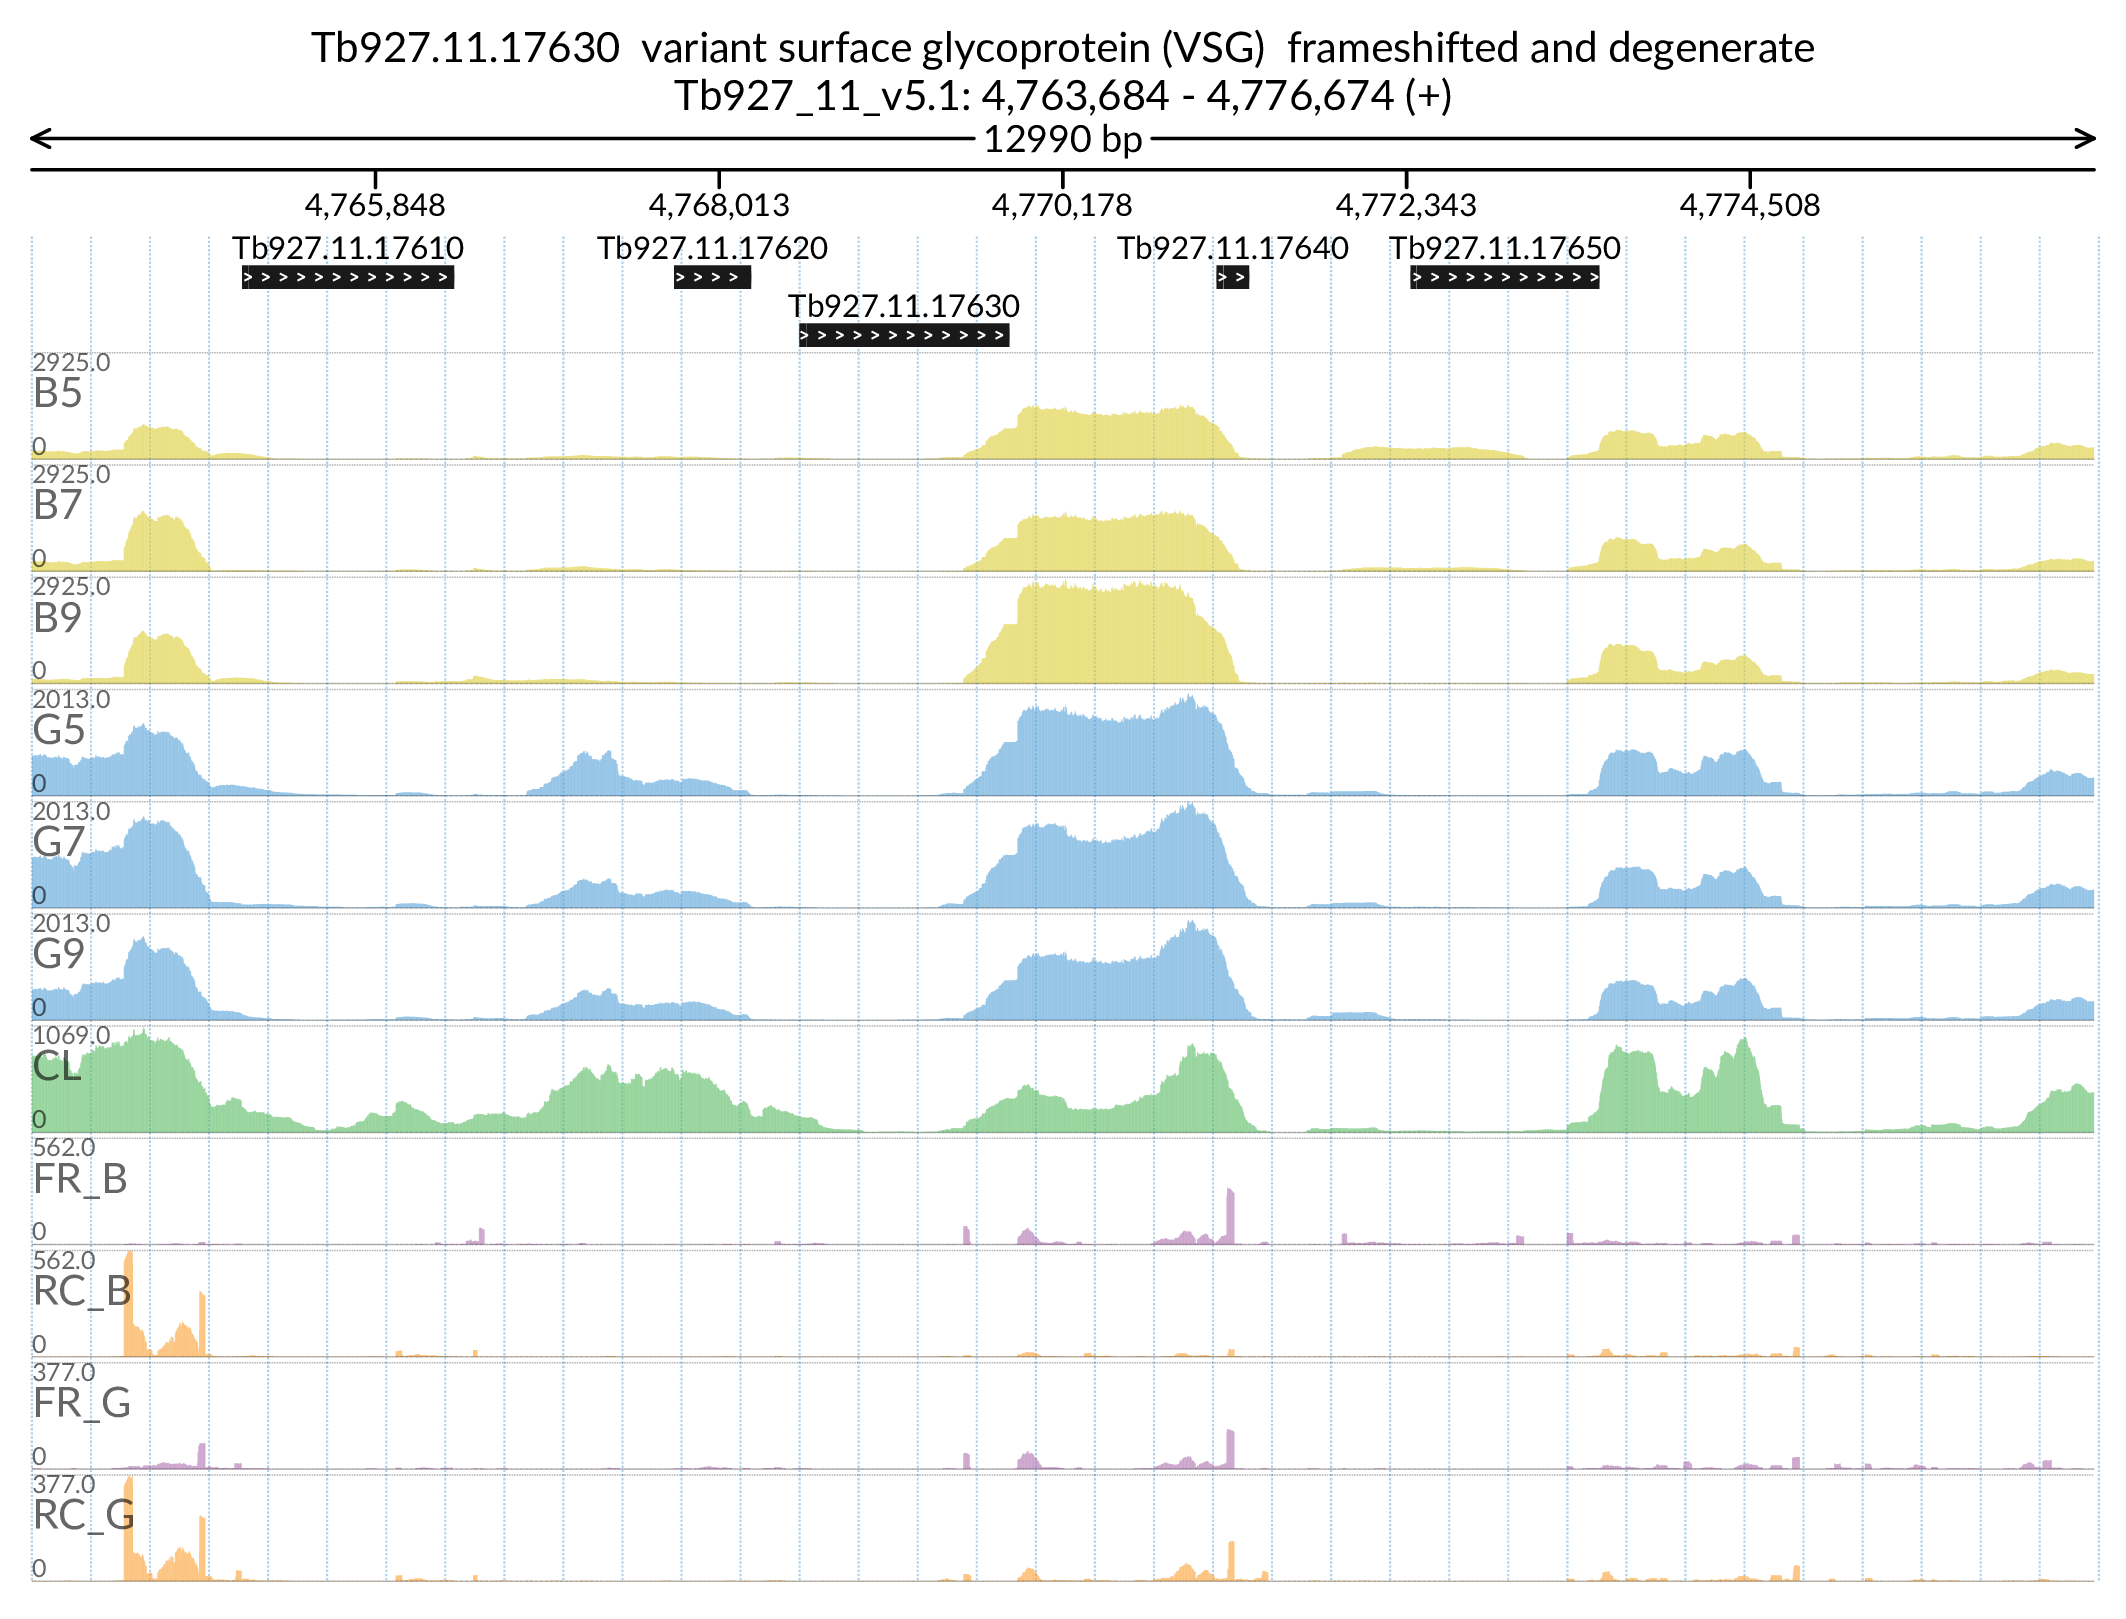 Tb927.11.17630  variant surface glycoprotein (VSG)  frameshifted and degenerate
Tb927_11_v5.1: 4,763,684 - 4,776,674 (+)
12990 bp
4,765,848 4,768,013 4,770,178 4,772,343 4,774,508
Tb927.11.17610 Tb927.11.17620 Tb927.11.17640 Tb927.11.17650
Tb927.11.17630
2925.0
B5
0
2925.0
B7
0
2925.0
B9
0
2013.0
G5
0
2013.0
G7
0
2013.0
G9
0
1069.0
CL
0
562.0
FR_B
0
562.0
RC_B
0
377.0
FR_G
0
377.0
RC_G
0